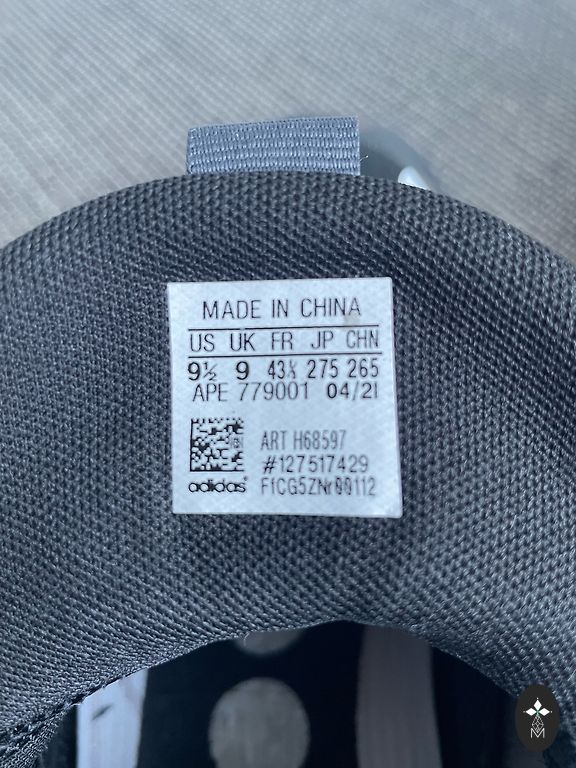 MADE IN CHINA
US UK FR JP CHN
9½ 9 43⅓ 275 265
APE 779001 04/21
ART H68597
#127517429
adidas® F1CG5ZNr00112
M